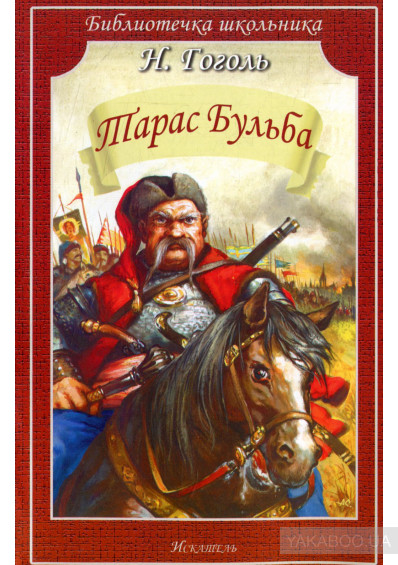 Библиотечка школьника
Н. Гоголь
Тарас Бульба
Искатель
YAKABOO.UA